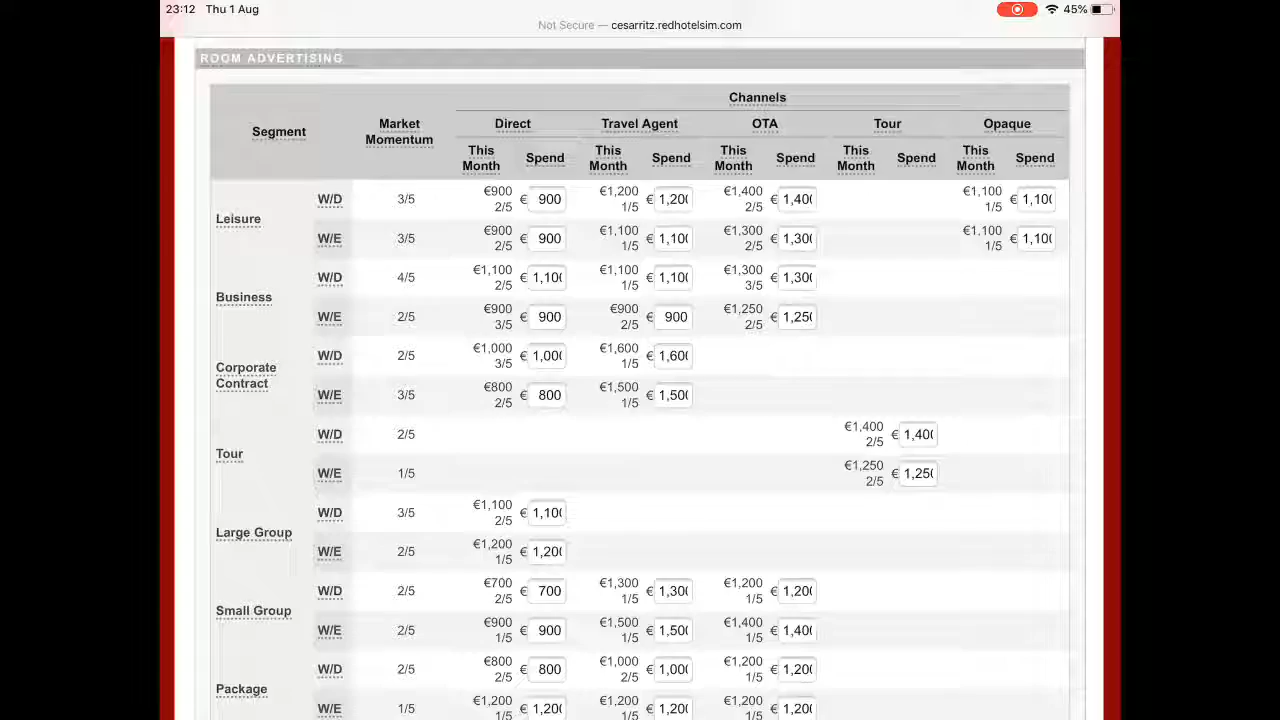 23:12 Thu 1 Aug 45%
Not Secure — cesarritz.redhotelsim.com
ROOM ADVERTISING
Segment Market Momentum Channels
Direct Travel Agent OTA Tour Opaque
This Month Spend This Month Spend This Month Spend This Month Spend This Month Spend
Leisure W/D 3/5 €900 2/5 € 900 €1,200 1/5 € 1,20 €1,400 2/5 € 1,40 €1,100 1/5 € 1,10
W/E 3/5 €900 2/5 € 900 €1,100 1/5 € 1,10 €1,300 2/5 € 1,30 €1,100 1/5 € 1,10
Business W/D 4/5 €1,100 2/5 € 1,10 €1,100 1/5 € 1,10 €1,300 3/5 € 1,30
W/E 2/5 €900 3/5 € 900 €900 2/5 € 900 €1,250 2/5 € 1,25
Corporate Contract W/D 2/5 €1,000 3/5 € 1,00 €1,600 1/5 € 1,60
W/E 3/5 €800 2/5 € 800 €1,500 1/5 € 1,50
Tour W/D 2/5 €1,400 2/5 € 1,40
W/E 1/5 €1,250 2/5 € 1,25
Large Group W/D 3/5 €1,100 2/5 € 1,10
W/E 2/5 €1,200 1/5 € 1,20
Small Group W/D 2/5 €700 2/5 € 700 €1,300 1/5 € 1,30 €1,200 1/5 € 1,20
W/E 2/5 €900 1/5 € 900 €1,500 1/5 € 1,50 €1,400 1/5 € 1,40
Package W/D 2/5 €800 2/5 € 800 €1,000 2/5 € 1,00 €1,200 1/5 € 1,20
W/E 1/5 €1,200 1/5 € 1,20 €1,200 1/5 € 1,20 €1,200 1/5 € 1,20